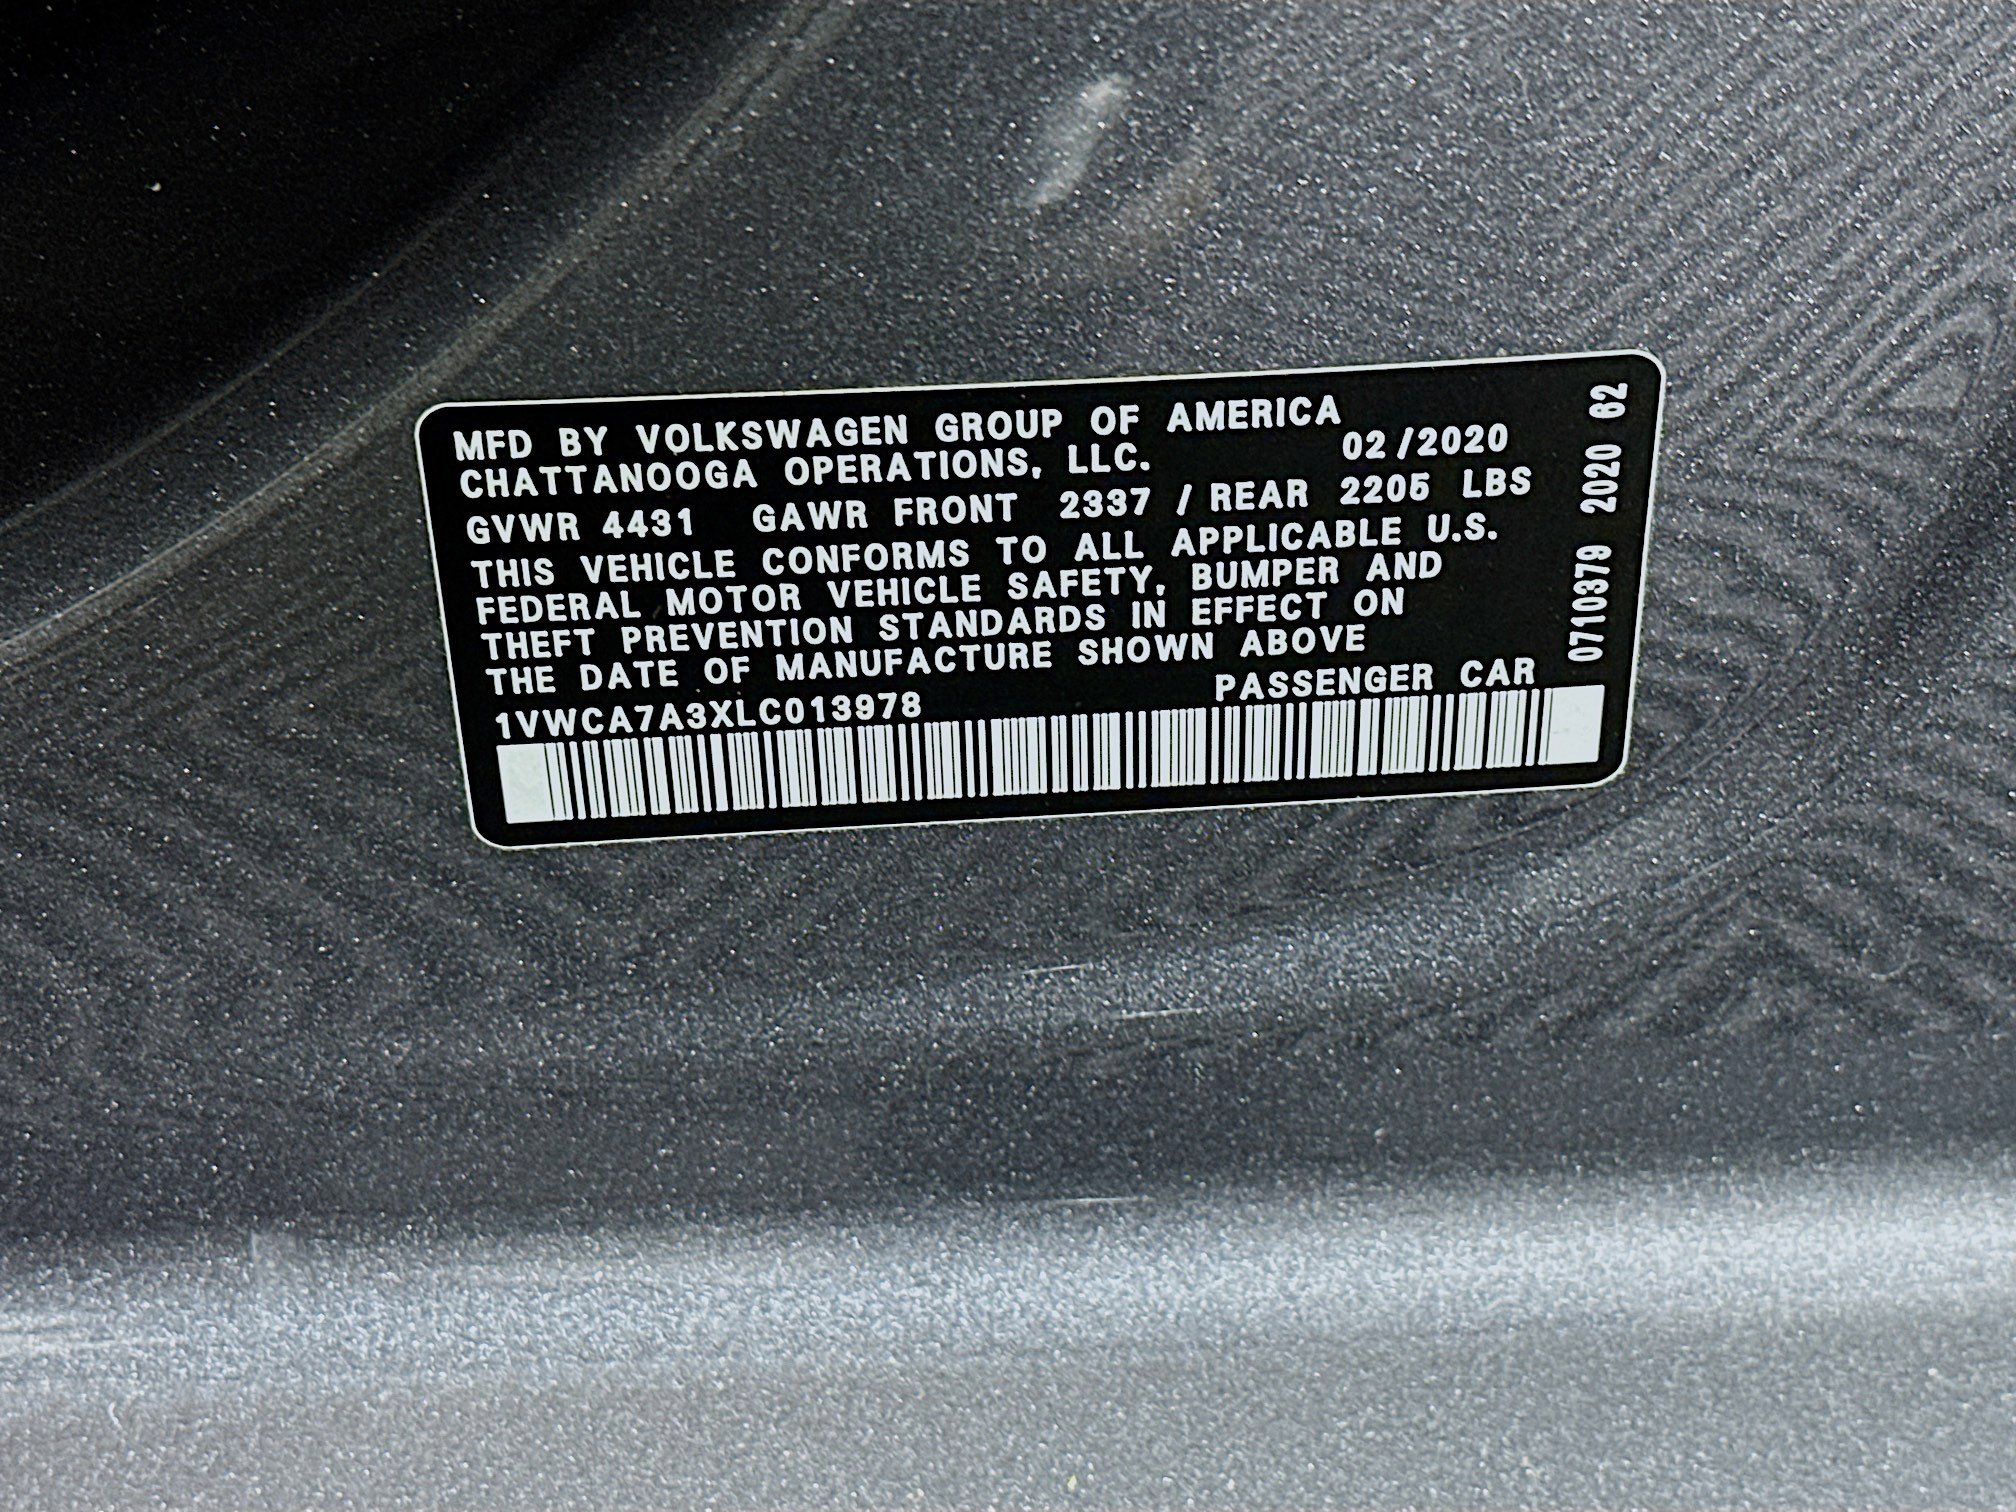 MFD BY VOLKSWAGEN GROUP OF AMERICA
CHATTANOOGA OPERATIONS, LLC. 02/2020
GVWR 4431 GAWR FRONT 2337 / REAR 2205 LBS
THIS VEHICLE CONFORMS TO ALL APPLICABLE U.S.
FEDERAL MOTOR VEHICLE SAFETY, BUMPER AND
THEFT PREVENTION STANDARDS IN EFFECT ON
THE DATE OF MANUFACTURE SHOWN ABOVE
1VWCA7A3XLC013978 PASSENGER CAR
0710379 2020 62